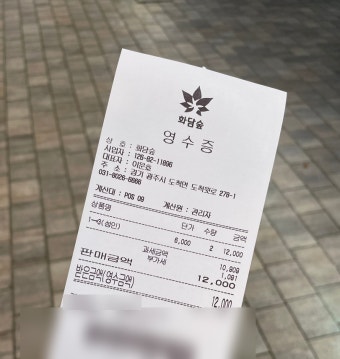 화담숲
영수증
상 호 : 화담숲
사업자 : 126-82-11996
대표자 : 이문호
주 소 : 경기 광주시 도척면 도척윗로 278-1
031-8026-6666
계산대 : POS 09 계산원 : 관리자
상품명 단가 수량 금액
1-3(성인) 6,000 2 12,000
과세금액 10,909
부가세 1,091
판매금액 12,000
받은금액(영수금액) 12,000